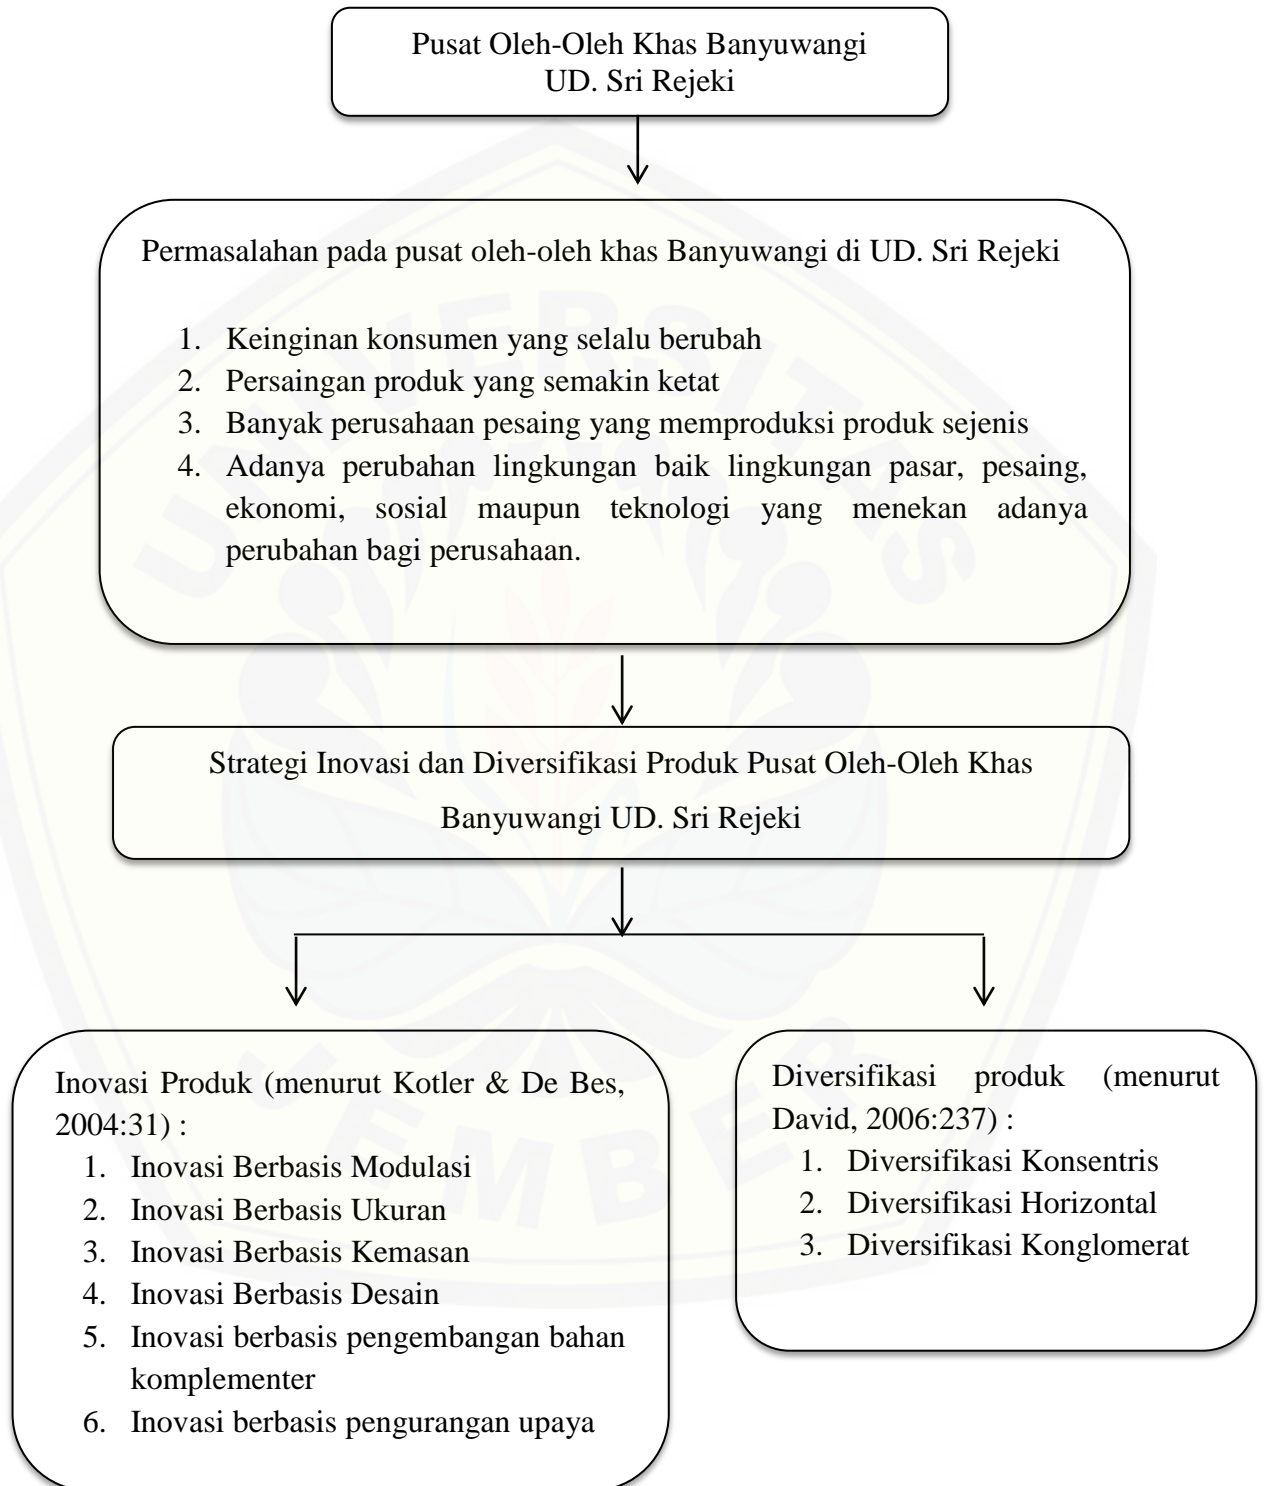 Pusat Oleh-Oleh Khas Banyuwangi
UD. Sri Rejeki
Permasalahan pada pusat oleh-oleh khas Banyuwangi di UD. Sri Rejeki
1. Keinginan konsumen yang selalu berubah
2. Persaingan produk yang semakin ketat
3. Banyak perusahaan pesaing yang memproduksi produk sejenis
4. Adanya perubahan lingkungan baik lingkungan pasar, pesaing,
ekonomi, sosial maupun teknologi yang menekan adanya
perubahan bagi perusahaan.
Strategi Inovasi dan Diversifikasi Produk Pusat Oleh-Oleh Khas
Banyuwangi UD. Sri Rejeki
Inovasi Produk (menurut Kotler & De Bes,
2004:31) :
1. Inovasi Berbasis Modulasi
2. Inovasi Berbasis Ukuran
3. Inovasi Berbasis Kemasan
4. Inovasi Berbasis Desain
5. Inovasi berbasis pengembangan bahan
komplementer
6. Inovasi berbasis pengurangan upaya
Diversifikasi produk (menurut
David, 2006:237) :
1. Diversifikasi Konsentris
2. Diversifikasi Horizontal
3. Diversifikasi Konglomerat
UNIVERSITAS
JEMBER